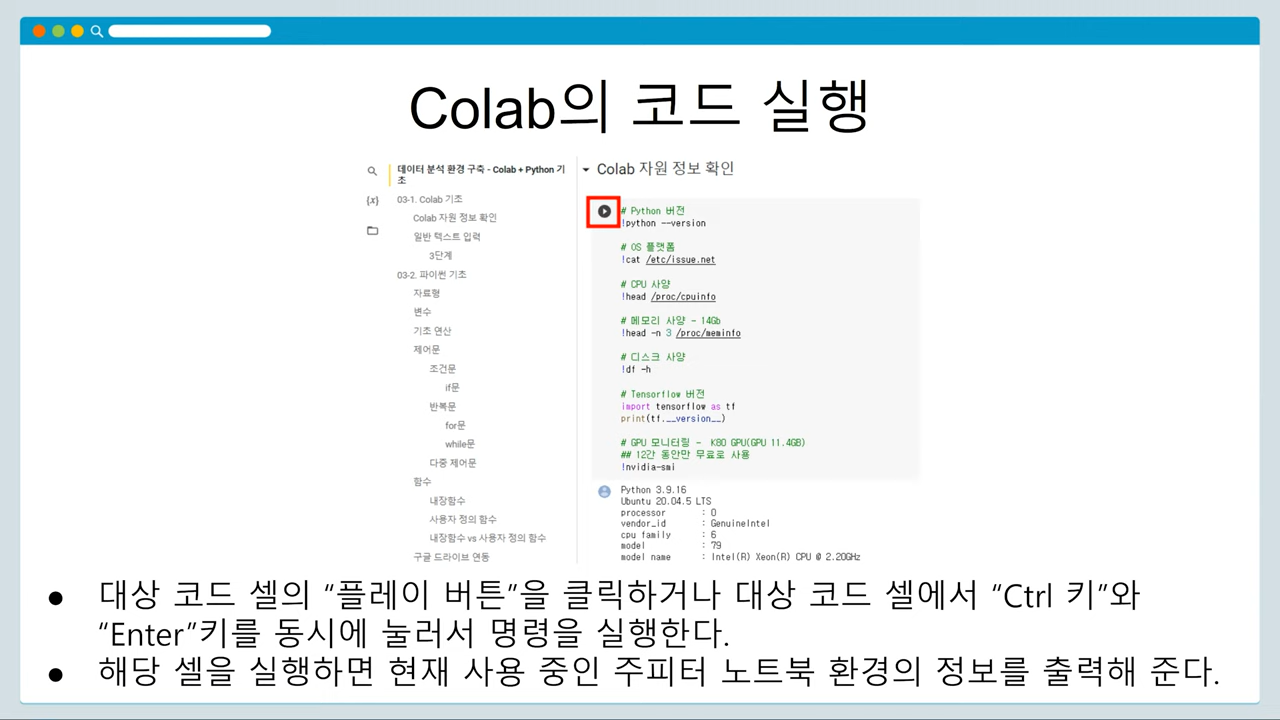 Colab의 코드 실행
데이터 분석 환경 구축 - Colab + Python 기
초
03-1. Colab 기초
Colab 자원 정보 확인
일반 텍스트 입력
3단계
03-2. 파이썬 기초
자료형
변수
기초 연산
제어문
조건문
if문
반복문
for문
while문
다중 제어문
함수
내장함수
사용자 정의 함수
내장함수 vs 사용자 정의 함수
구글 드라이브 연동
{x}
Colab 자원 정보 확인
# Python 버전
!python --version
# OS 플랫폼
!cat /etc/issue.net
# CPU 사양
!head /proc/cpuinfo
# 메모리 사양 - 14Gb
!head -n 3 /proc/meminfo
# 디스크 사양
!df -h
# Tensorflow 버전
import tensorflow as tf
print(tf.__version__)
# GPU 모니터링 - K80 GPU(GPU 11.4GB)
## 12간 동안만 무료로 사용
!nvidia-smi
Python 3.9.16
Ubuntu 20.04.5 LTS
processor : 0
vendor_id : GenuineIntel
cpu family : 6
model : 79
model name : Intel(R) Xeon(R) CPU @ 2.20GHz
● 대상 코드 셀의 “플레이 버튼”을 클릭하거나 대상 코드 셀에서 “Ctrl 키”와
“Enter”키를 동시에 눌러서 명령을 실행한다.
● 해당 셀을 실행하면 현재 사용 중인 주피터 노트북 환경의 정보를 출력해 준다.